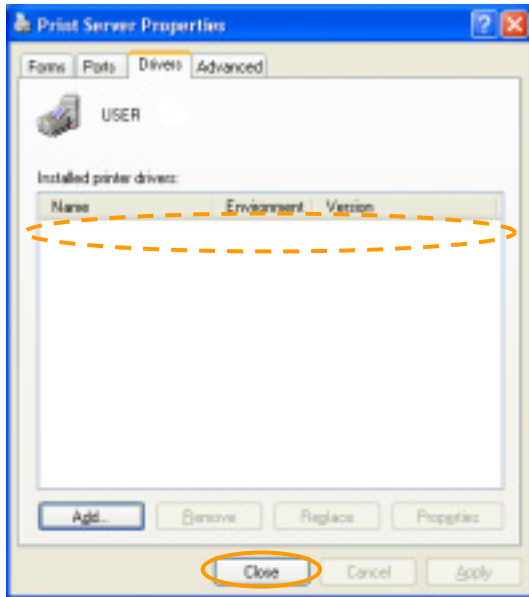 Print Server Properties
Forms Ports Drivers Advanced
USER
Installed printer drivers:
Name Environment Version
Add... Remove Replace Properties
Close Cancel Apply